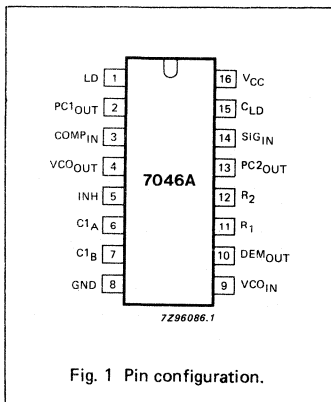 LD 1
PC1OUT 2
COMPIN 3
VCOOUT 4
INH 5
C1A 6
C1B 7
GND 8
7046A
16 VCC
15 CLD
14 SIGIN
13 PC2OUT
12 R2
11 R1
10 DEMOUT
9 VCOIN
7Z96086.1
Fig. 1 Pin configuration.